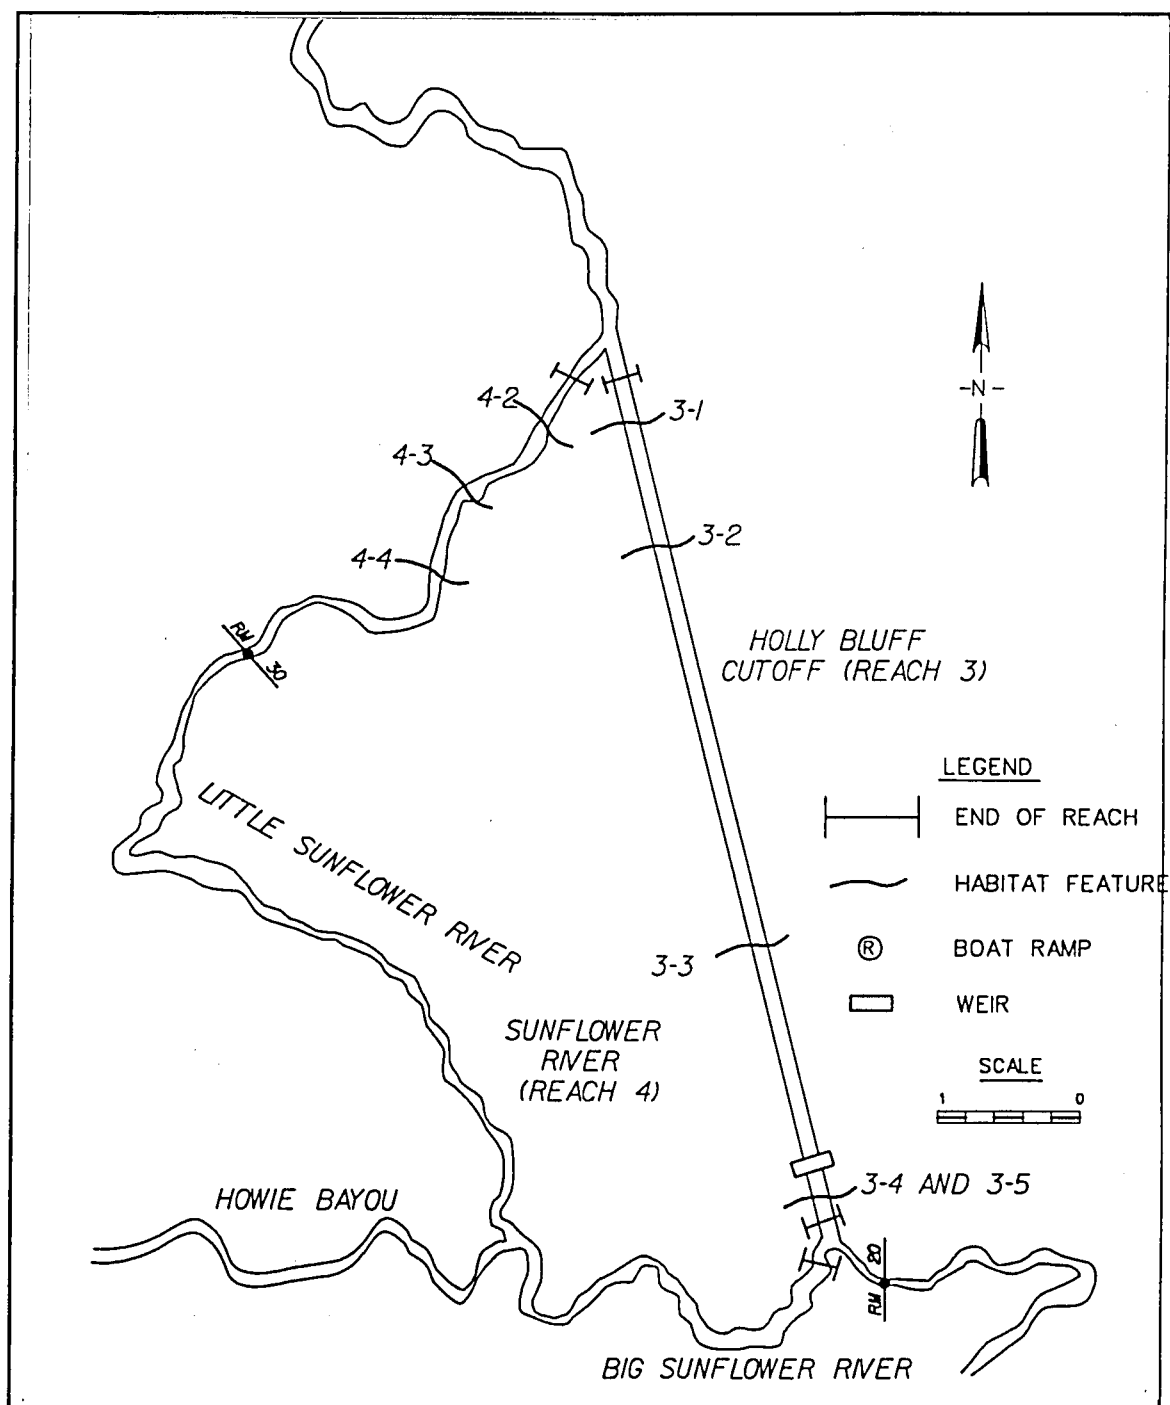 4-2
3-1
-N-
4-3
3-2
4-4
RM
30
HOLLY BLUFF
CUTOFF (REACH 3)
LEGEND
END OF REACH
HABITAT FEATURE
BOAT RAMP
R
WEIR
LITTLE SUNFLOWER RIVER
3-3
SUNFLOWER
RIVER
(REACH 4)
SCALE
1 0
3-4 AND 3-5
HOWIE BAYOU
RM 20
BIG SUNFLOWER RIVER